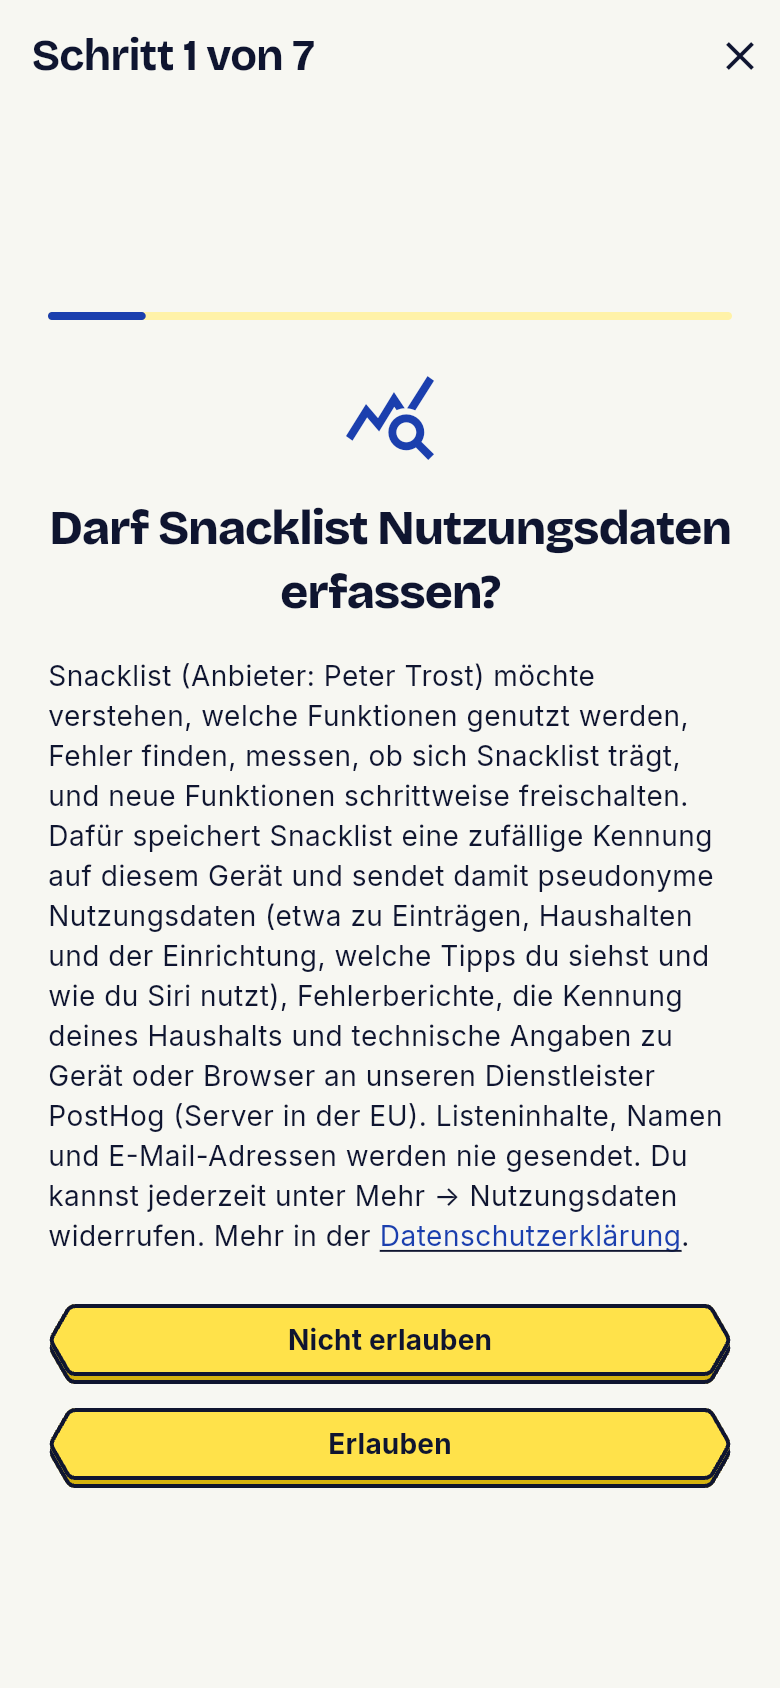 Schritt 1 von 7
Darf Snacklist Nutzungsdaten
erfassen?
Snacklist (Anbieter: Peter Trost) möchte
verstehen, welche Funktionen genutzt werden,
Fehler finden, messen, ob sich Snacklist trägt,
und neue Funktionen schrittweise freischalten.
Dafür speichert Snacklist eine zufällige Kennung
auf diesem Gerät und sendet damit pseudonyme
Nutzungsdaten (etwa zu Einträgen, Haushalten
und der Einrichtung, welche Tipps du siehst und
wie du Siri nutzt), Fehlerberichte, die Kennung
deines Haushalts und technische Angaben zu
Gerät oder Browser an unseren Dienstleister
PostHog (Server in der EU). Listeninhalte, Namen
und E-Mail-Adressen werden nie gesendet. Du
kannst jederzeit unter Mehr → Nutzungsdaten
widerrufen. Mehr in der Datenschutzerklärung.
Nicht erlauben
Erlauben